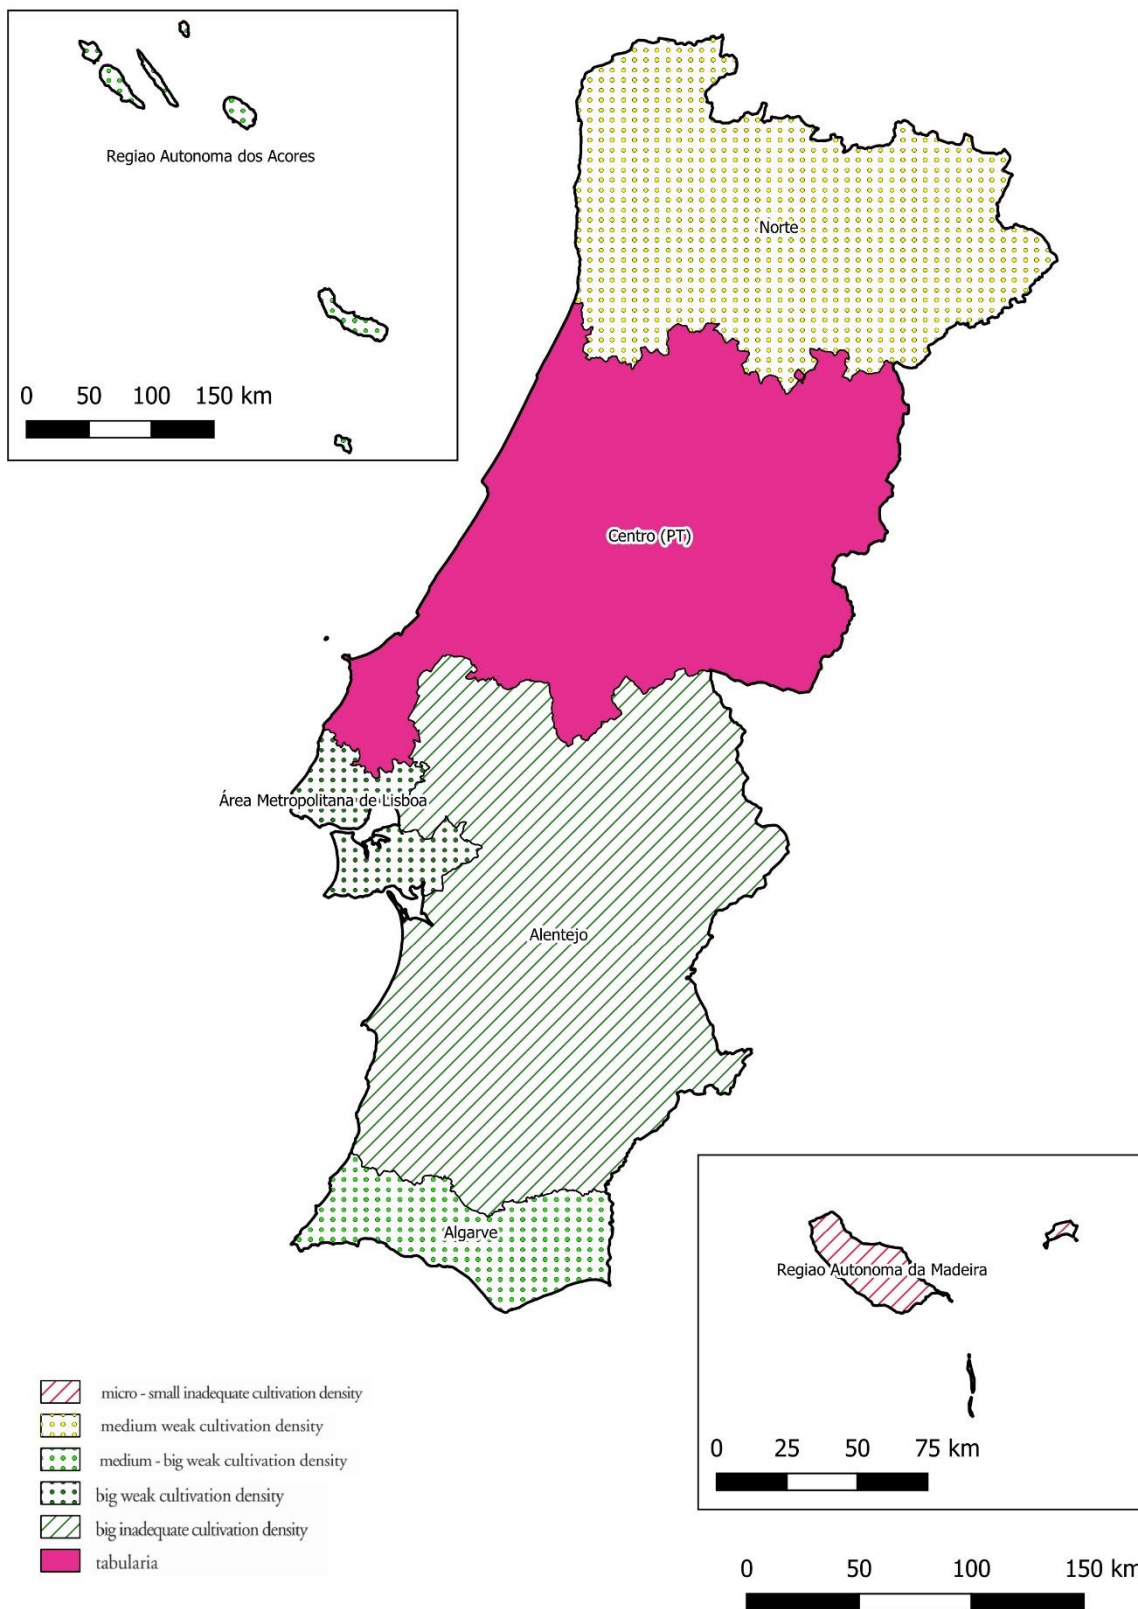 Regiao Autonoma dos Acores
0 50 100 150 km
Norte
Centro (PT)
Área Metropolitana de Lisboa
Alentejo
Algarve
Regiao Autonoma da Madeira
0 25 50 75 km
micro - small inadequate cultivation density
medium weak cultivation density
medium - big weak cultivation density
big weak cultivation density
big inadequate cultivation density
tabularia
0 50 100 150 km